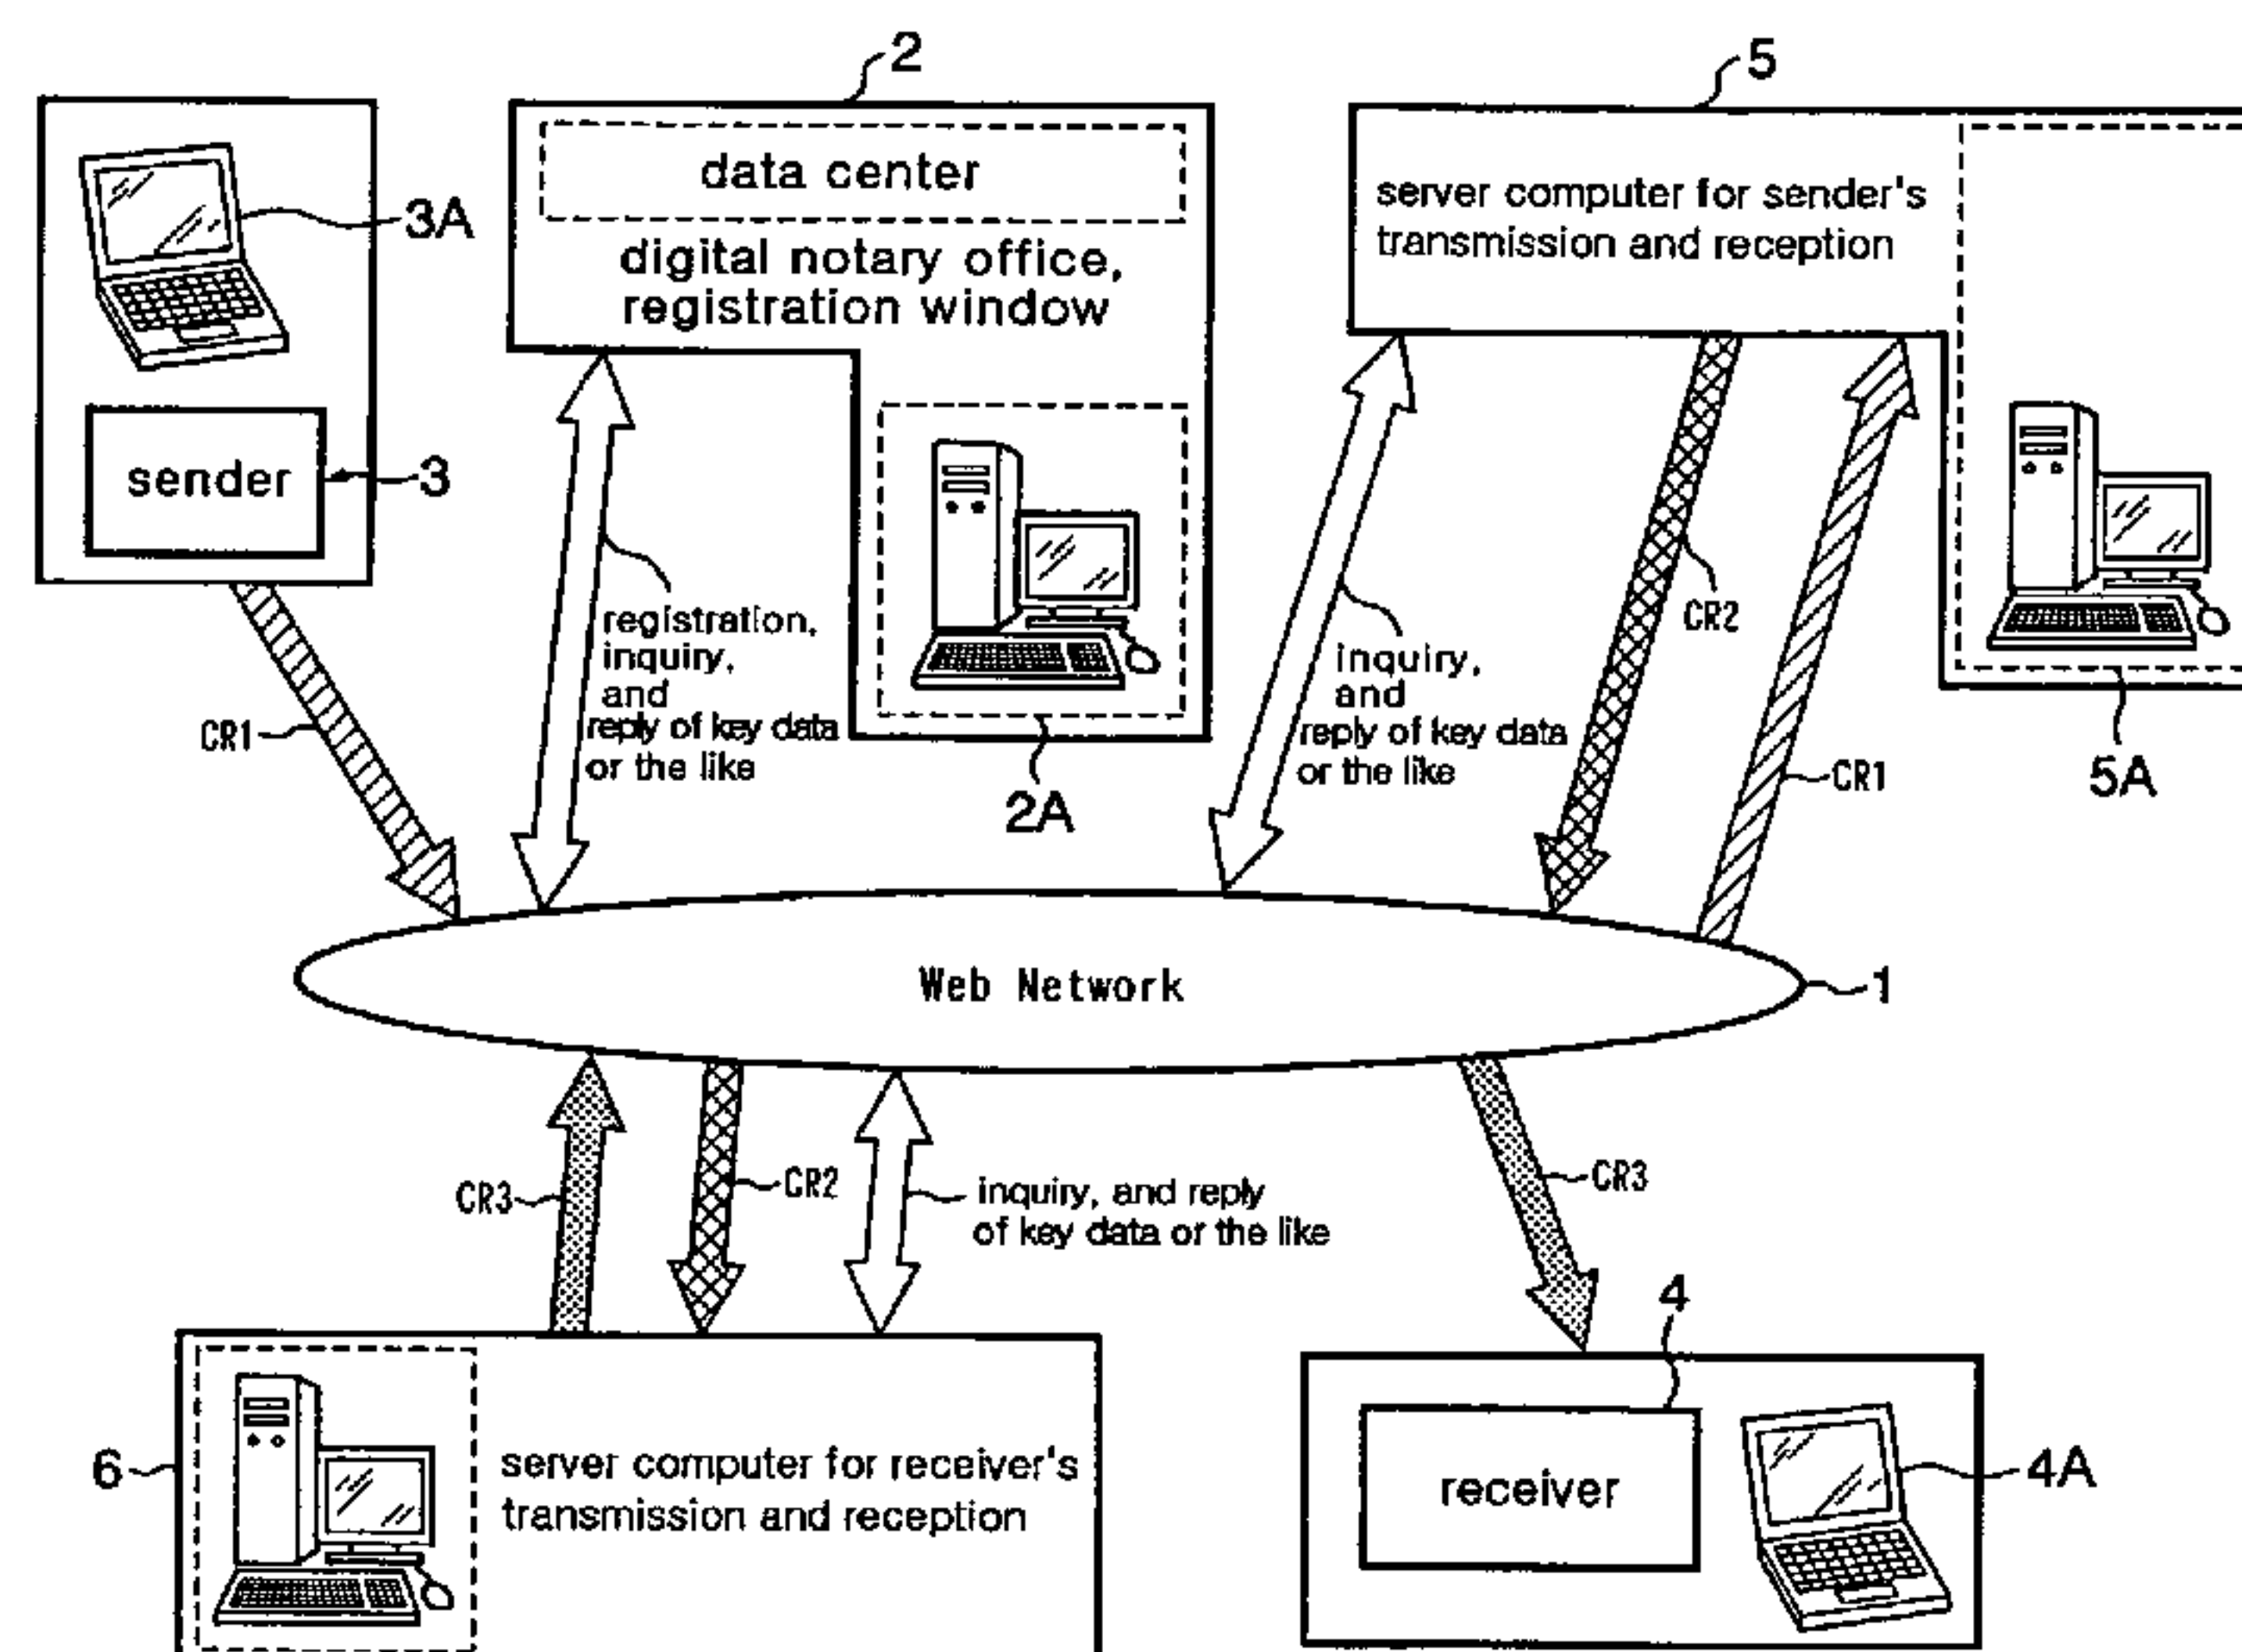 2
5
data center
digital notary office,
registration window
server computer for sender's
transmission and reception
3A
sender
3
registration,
inquiry,
and
reply of key data
or the like
2A
inquiry,
and
reply of key data
or the like
CR2
CR1
5A
CR1
Web Network
1
CR3
CR2
inquiry, and reply
of key data or the like
CR3
4
6
server computer for receiver's
transmission and reception
receiver
4A